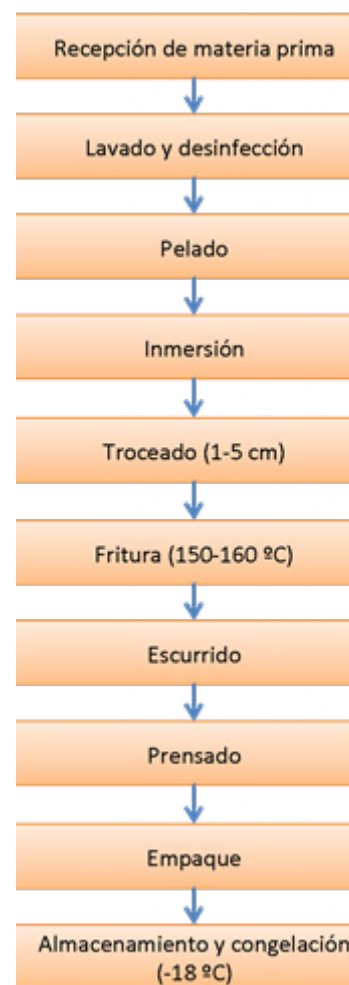 Recepción de materia prima
Lavado y desinfección
Pelado
Inmersión
Troceado (1-5 cm)
Fritura (150-160 ºC)
Escurrido
Prensado
Empaque
Almacenamiento y congelación
(-18 ºC)